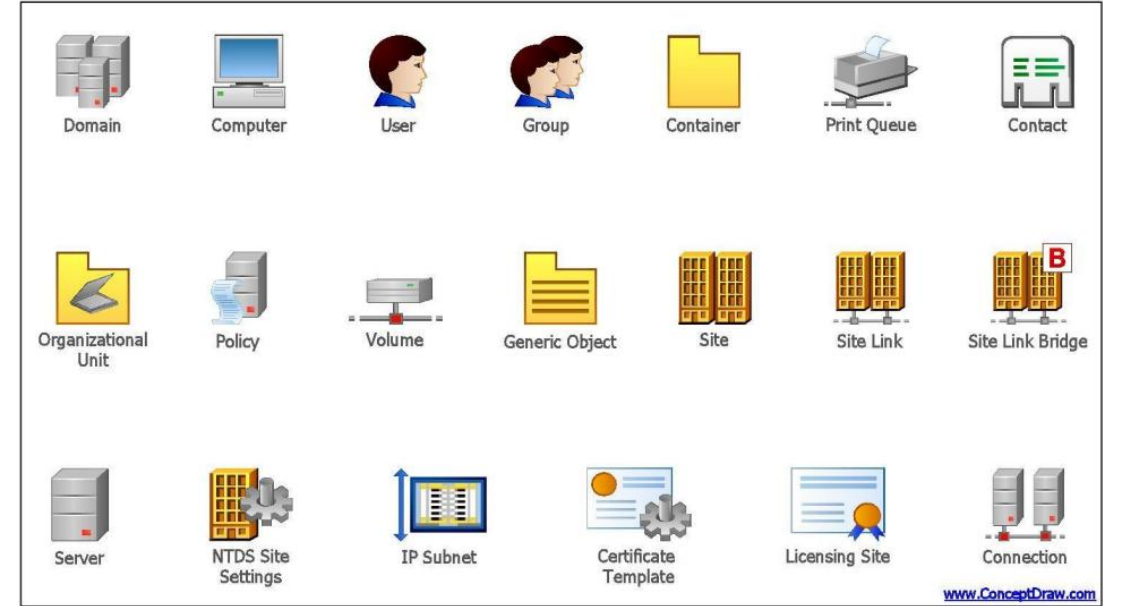 Domain
Computer
User
Group
Container
Print Queue
Contact
B
Organizational
Unit
Policy
Volume
Generic Object
Site
Site Link
Site Link Bridge
Server
NTDS Site
Settings
IP Subnet
Certificate
Template
Licensing Site
Connection
www.ConceptDraw.com